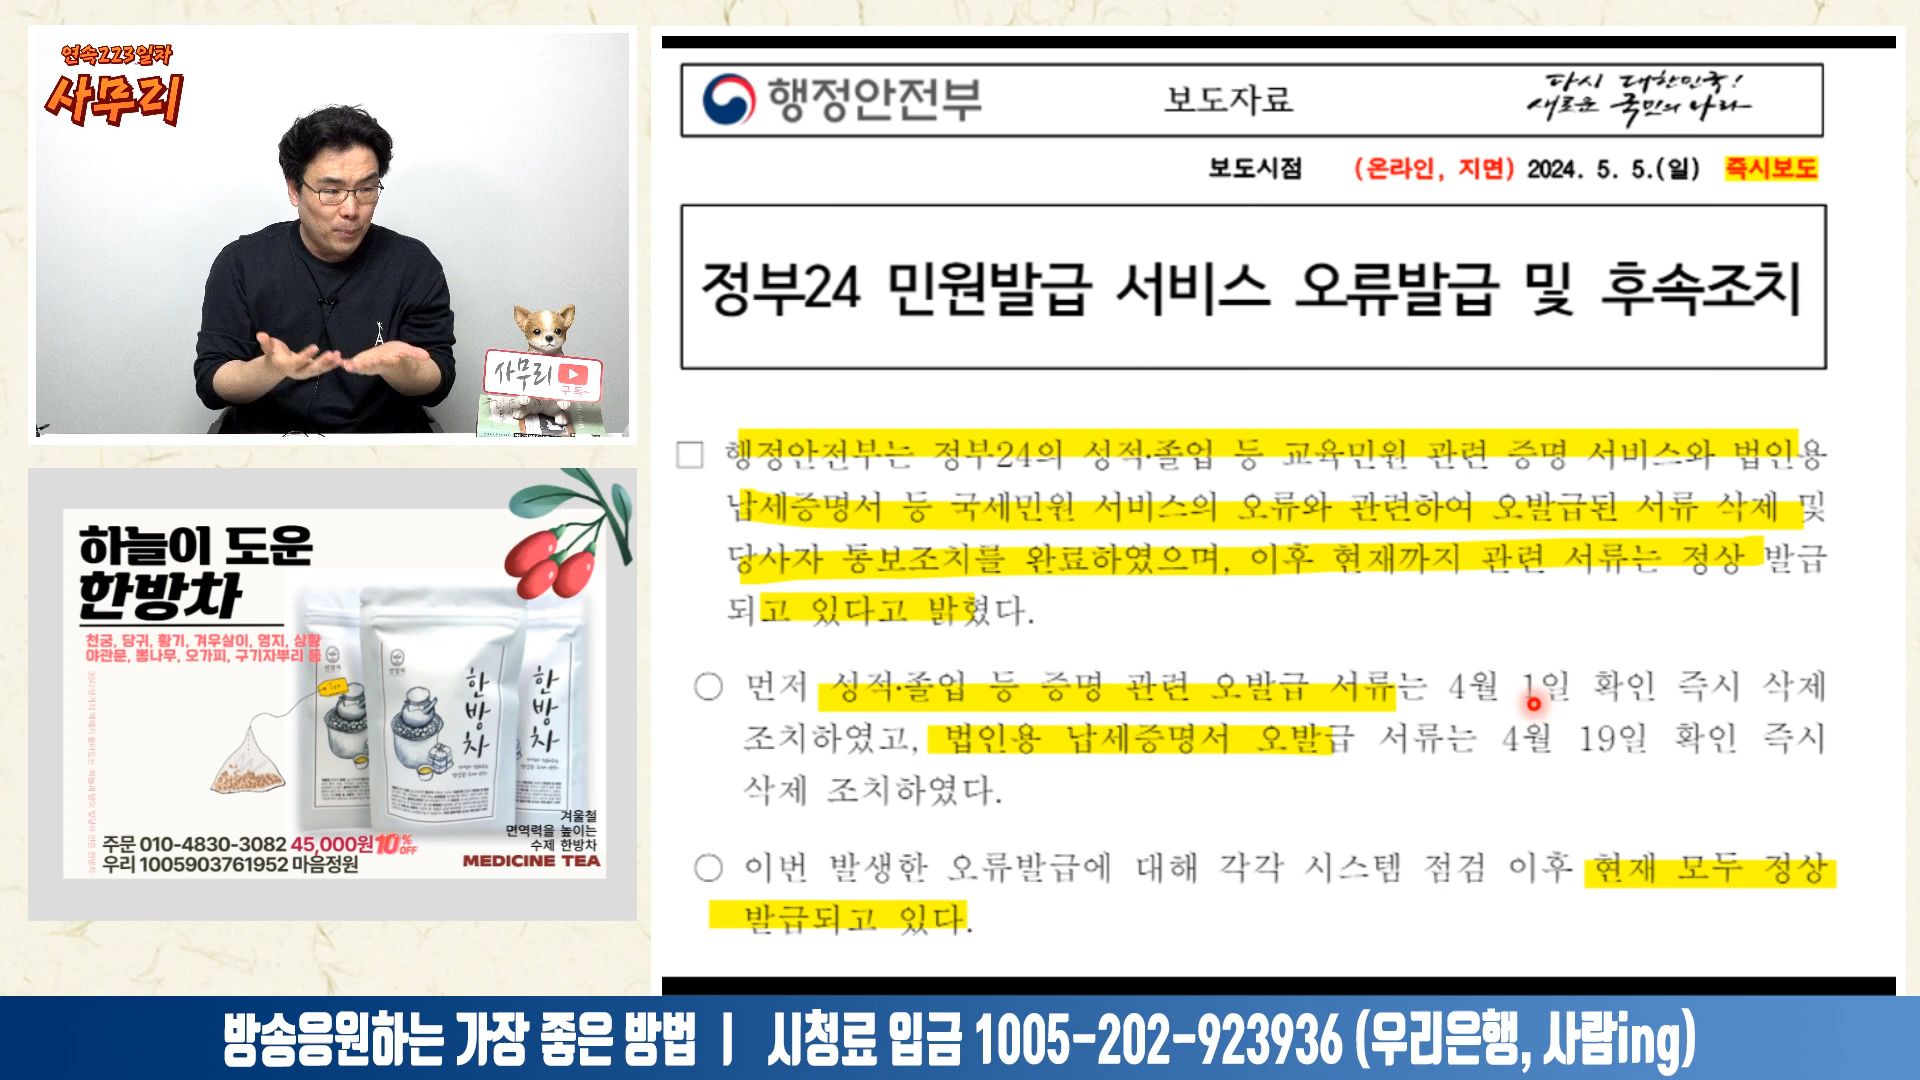 연속223일차
사무리
사무리
구독~
하늘이 도운
한방차
천궁, 당귀, 황기, 겨우살이, 영지, 상황
야관문, 뽕나무, 오가피, 구기자뿌리 등
한방차
한방차
겨울철
면역력을 높이는
수제 한방차
MEDICINE TEA
주문 010-4830-3082 45,000원 10% OFF
우리 1005903761952 마음정원
행정안전부
보도자료
다시 대한민국!
새로운 국민의 나라
보도시점 (온라인, 지면) 2024. 5. 5.(일) 즉시보도
정부24 민원발급 서비스 오류발급 및 후속조치
□ 행정안전부는 정부24의 성적·졸업 등 교육민원 관련 증명 서비스와 법인용
납세증명서 등 국세민원 서비스의 오류와 관련하여 오발급된 서류 삭제 및
당사자 통보조치를 완료하였으며, 이후 현재까지 관련 서류는 정상 발급
되고 있다고 밝혔다.
○ 먼저 성적·졸업 등 증명 관련 오발급 서류는 4월 1일 확인 즉시 삭제
조치하였고, 법인용 납세증명서 오발급 서류는 4월 19일 확인 즉시
삭제 조치하였다.
○ 이번 발생한 오류발급에 대해 각각 시스템 점검 이후 현재 모두 정상
발급되고 있다.
방송응원하는 가장 좋은 방법 | 시청료 입금 1005-202-923936 (우리은행, 사람ing)